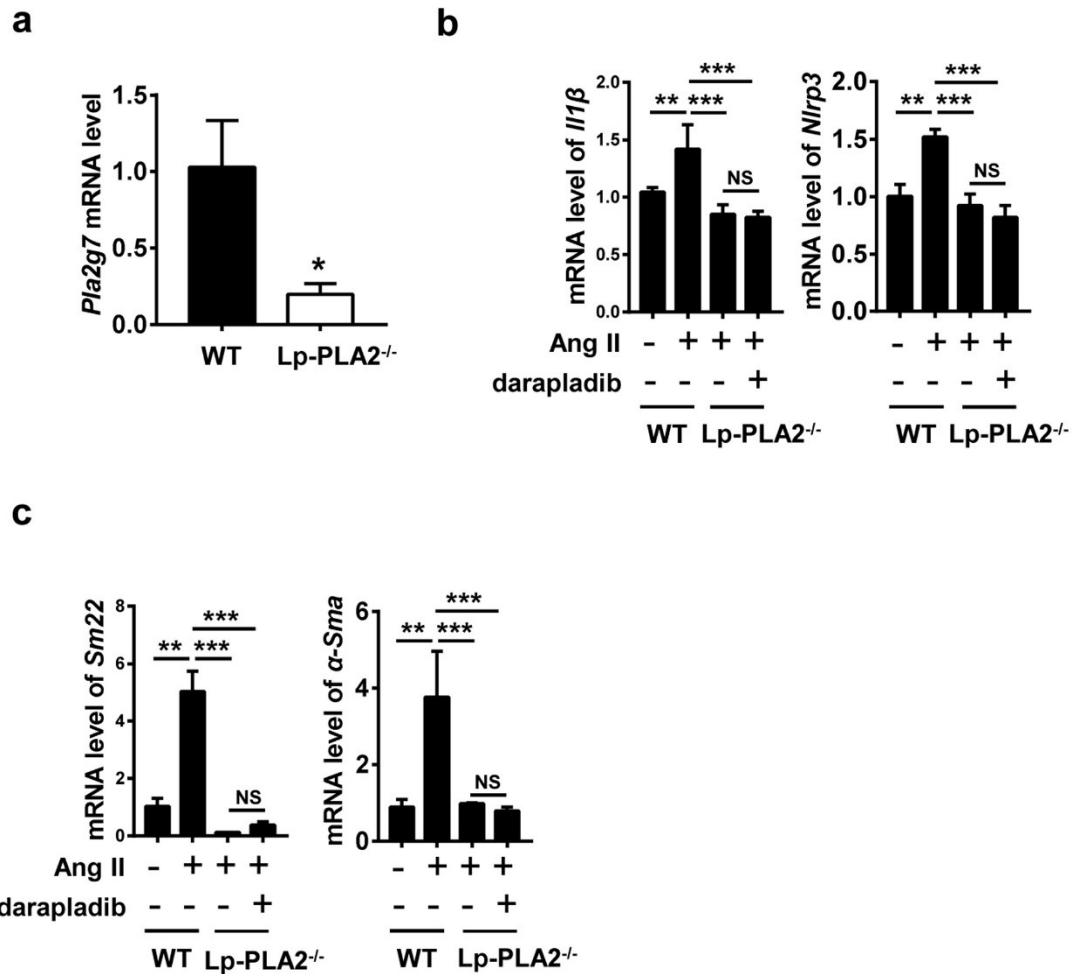 a
Pla2g7 mRNA level
1.5
1.0
0.5
0.0
*
WT Lp-PLA2-/-
b
mRNA level of Il1β
2.0
1.5
1.0
0.5
0.0
***
** ***
NS
mRNA level of Nlrp3
2.0
1.5
1.0
0.5
0.0
***
** ***
NS
Ang II - + + + - + + +
darapladib - - - + - - - +
WT Lp-PLA2-/- WT Lp-PLA2-/-
c
mRNA level of Sm22
8
6
4
2
0
***
** ***
NS
mRNA level of α-Sma
6
4
2
0
***
** ***
NS
Ang II - + + + - + + +
darapladib - - - + - - - +
WT Lp-PLA2-/- WT Lp-PLA2-/-